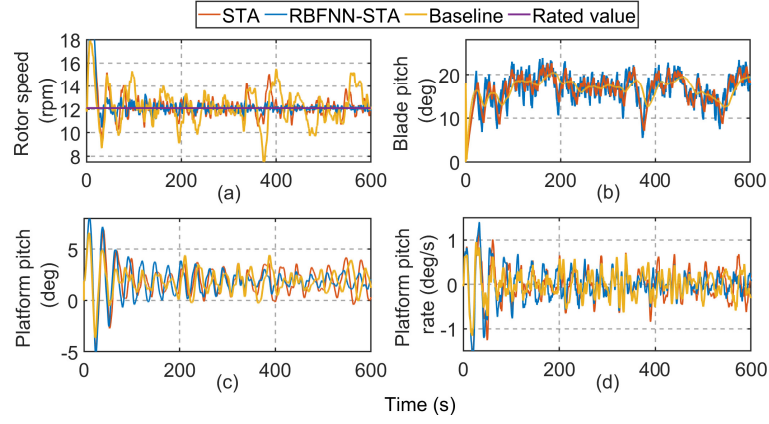 STA RBFNN-STA Baseline Rated value
18
16
14
12
10
8
Rotor speed
(rpm)
0 200 400 600
(a)
20
10
0
Blade pitch
(deg)
0 200 400 600
(b)
5
0
-5
Platform pitch
(deg)
0 200 400 600
(c)
1
0
-1
Platform pitch
rate (deg/s)
0 200 400 600
(d)
Time (s)